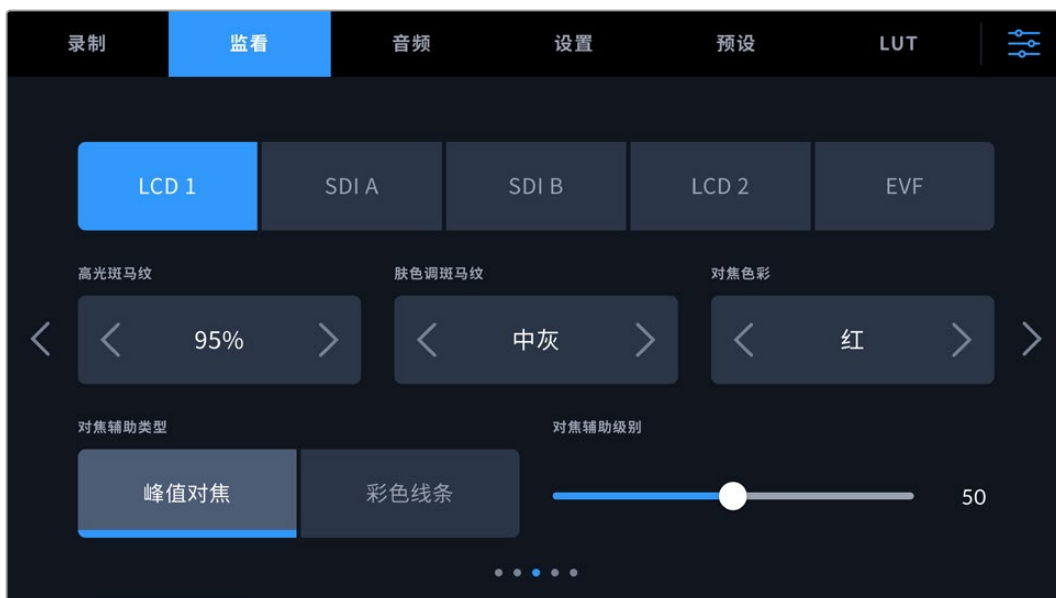 录制 监看 音频 设置 预设 LUT
LCD 1 SDI A SDI B LCD 2 EVF
高光斑马纹 肤色调斑马纹 对焦色彩
95% 中灰 红
对焦辅助类型 对焦辅助级别
峰值对焦 彩色线条 50